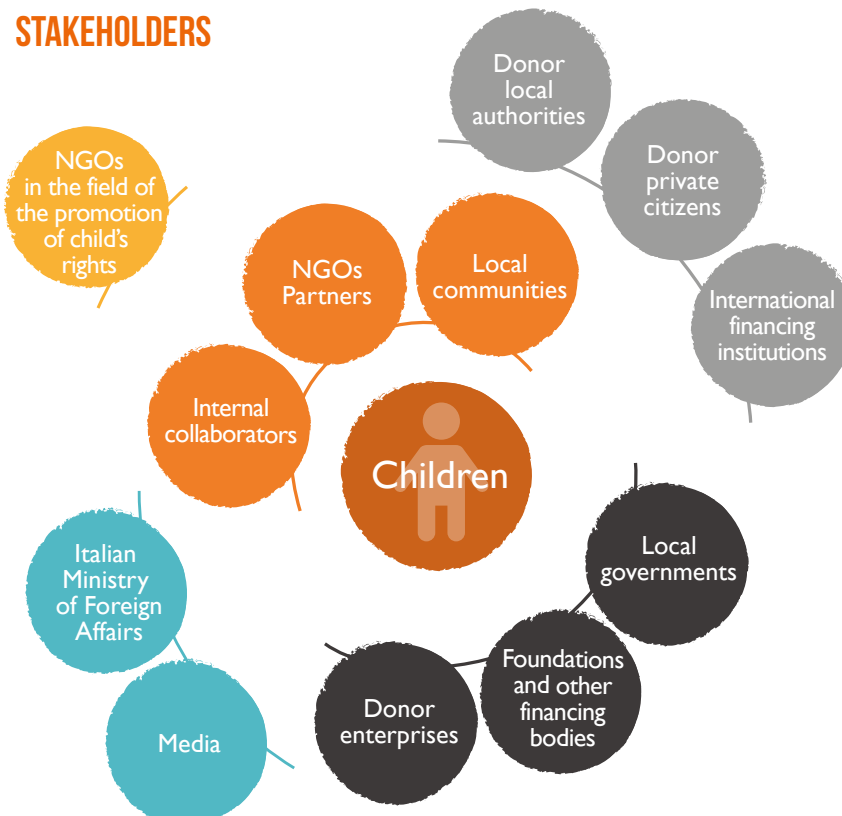 STAKEHOLDERS
Donor
local
authorities
NGOs
in the field of
the promotion
of child's
rights
Donor
private
citizens
NGOs
Partners
Local
communities
International
financing
institutions
Internal
collaborators
Children
Italian
Ministry
of Foreign
Affairs
Local
governments
Media
Donor
enterprises
Foundations
and other
financing
bodies